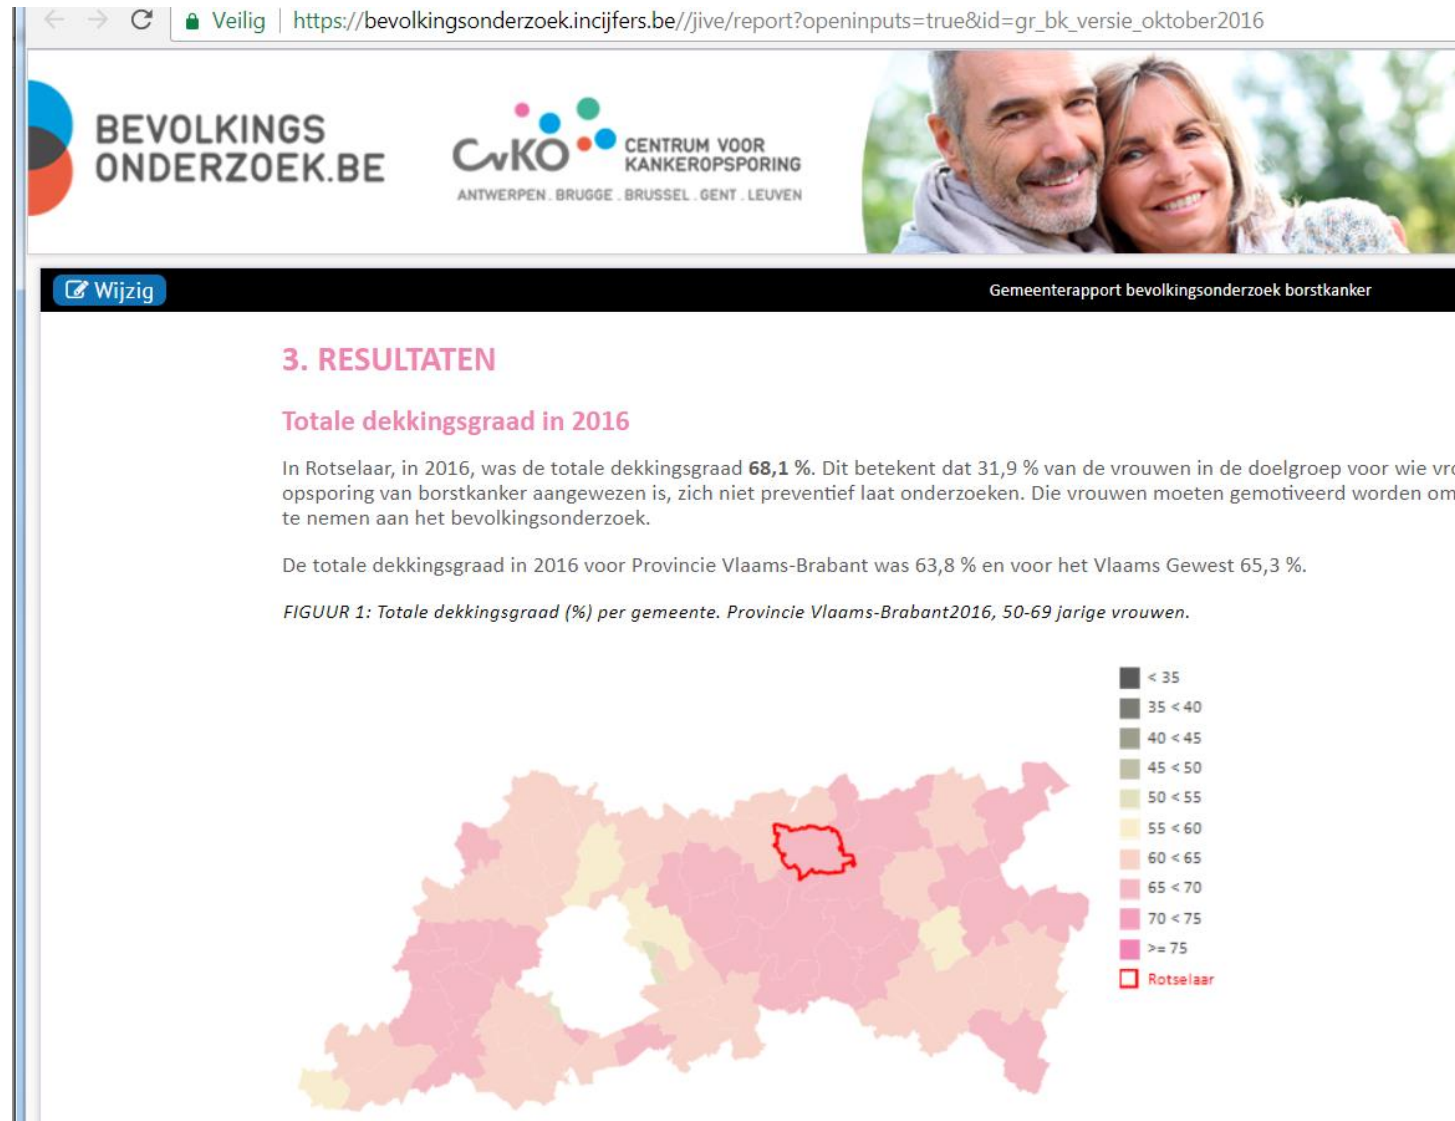 Veilig | https://bevolkingsonderzoek.incijfers.be//jive/report?openinputs=true&id=gr_bk_versie_oktober2016
BEVOLKINGS
ONDERZOEK.BE
CvKO
CENTRUM VOOR
KANKEROPSPORING
ANTWERPEN . BRUGGE . BRUSSEL . GENT . LEUVEN
Wijzig
Gemeenterapport bevolkingsonderzoek borstkanker
3. RESULTATEN
Totale dekkingsgraad in 2016
In Rotselaar, in 2016, was de totale dekkingsgraad 68,1 %. Dit betekent dat 31,9 % van de vrouwen in de doelgroep voor wie
opsporing van borstkanker aangewezen is, zich niet preventief laat onderzoeken. Die vrouwen moeten gemotiveerd worden om
te nemen aan het bevolkingsonderzoek.
De totale dekkingsgraad in 2016 voor Provincie Vlaams-Brabant was 63,8 % en voor het Vlaams Gewest 65,3 %.
FIGUUR 1: Totale dekkingsgraad (%) per gemeente. Provincie Vlaams-Brabant2016, 50-69 jarige vrouwen.
< 35
35 < 40
40 < 45
45 < 50
50 < 55
55 < 60
60 < 65
65 < 70
70 < 75
>= 75
Rotselaar